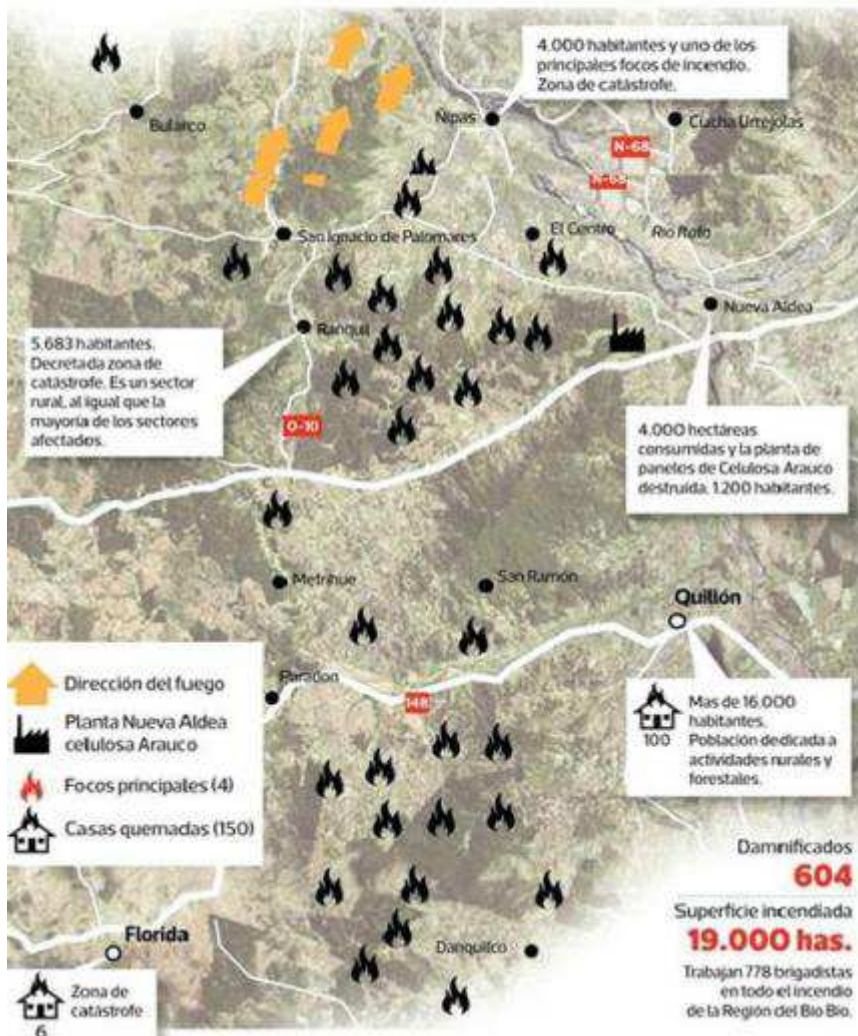 4.000 habitantes y uno de los
principales focos de incendio.
Zona de catástrofe.
Bularco
Ñipas
Cucha Urrejolas
N-68
N-68
San Ignacio de Palomares
El Centro
Río Itata
Nueva Aldea
Ranquil
5.683 habitantes.
Decretada zona de
catástrofe. Es un sector
rural, al igual que la
mayoría de los sectores
afectados.
O-10
4.000 hectáreas
consumidas y la planta de
paneles de Celulosa Arauco
destruida. 1.200 habitantes.
Metrihue
San Ramón
Quillón
Dirección del fuego
Planta Nueva Aldea
celulosa Arauco
Focos principales (4)
Casas quemadas (150)
Paradon
148
100
Mas de 16.000
habitantes.
Población dedicada a
actividades rurales y
forestales.
Damnificados
604
Superficie incendiada
19.000 has.
Trabajan 778 brigadistas
en todo el incendio
de la Región del Bío Bío.
Florida
Danquilco
Zona de
catástrofe
6